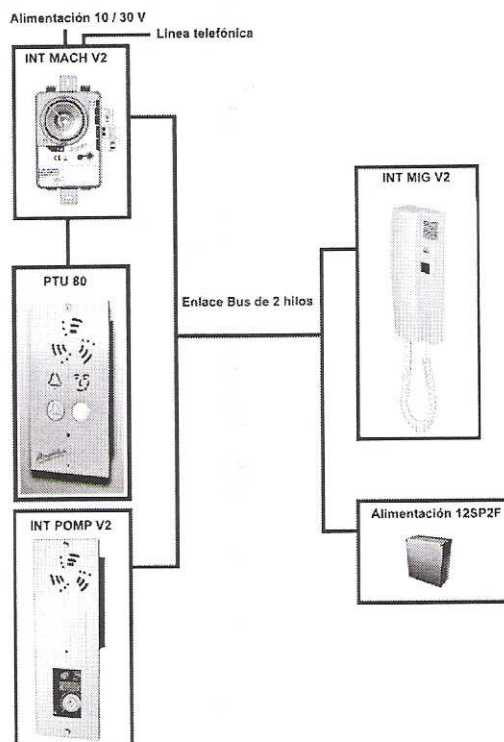 Alimentación 10 / 30 V
Linea telefónica
INT MACH V2
INT MIG V2
PTU 80
Enlace Bus de 2 hilos
INT POMP V2
Alimentación 12SP2F